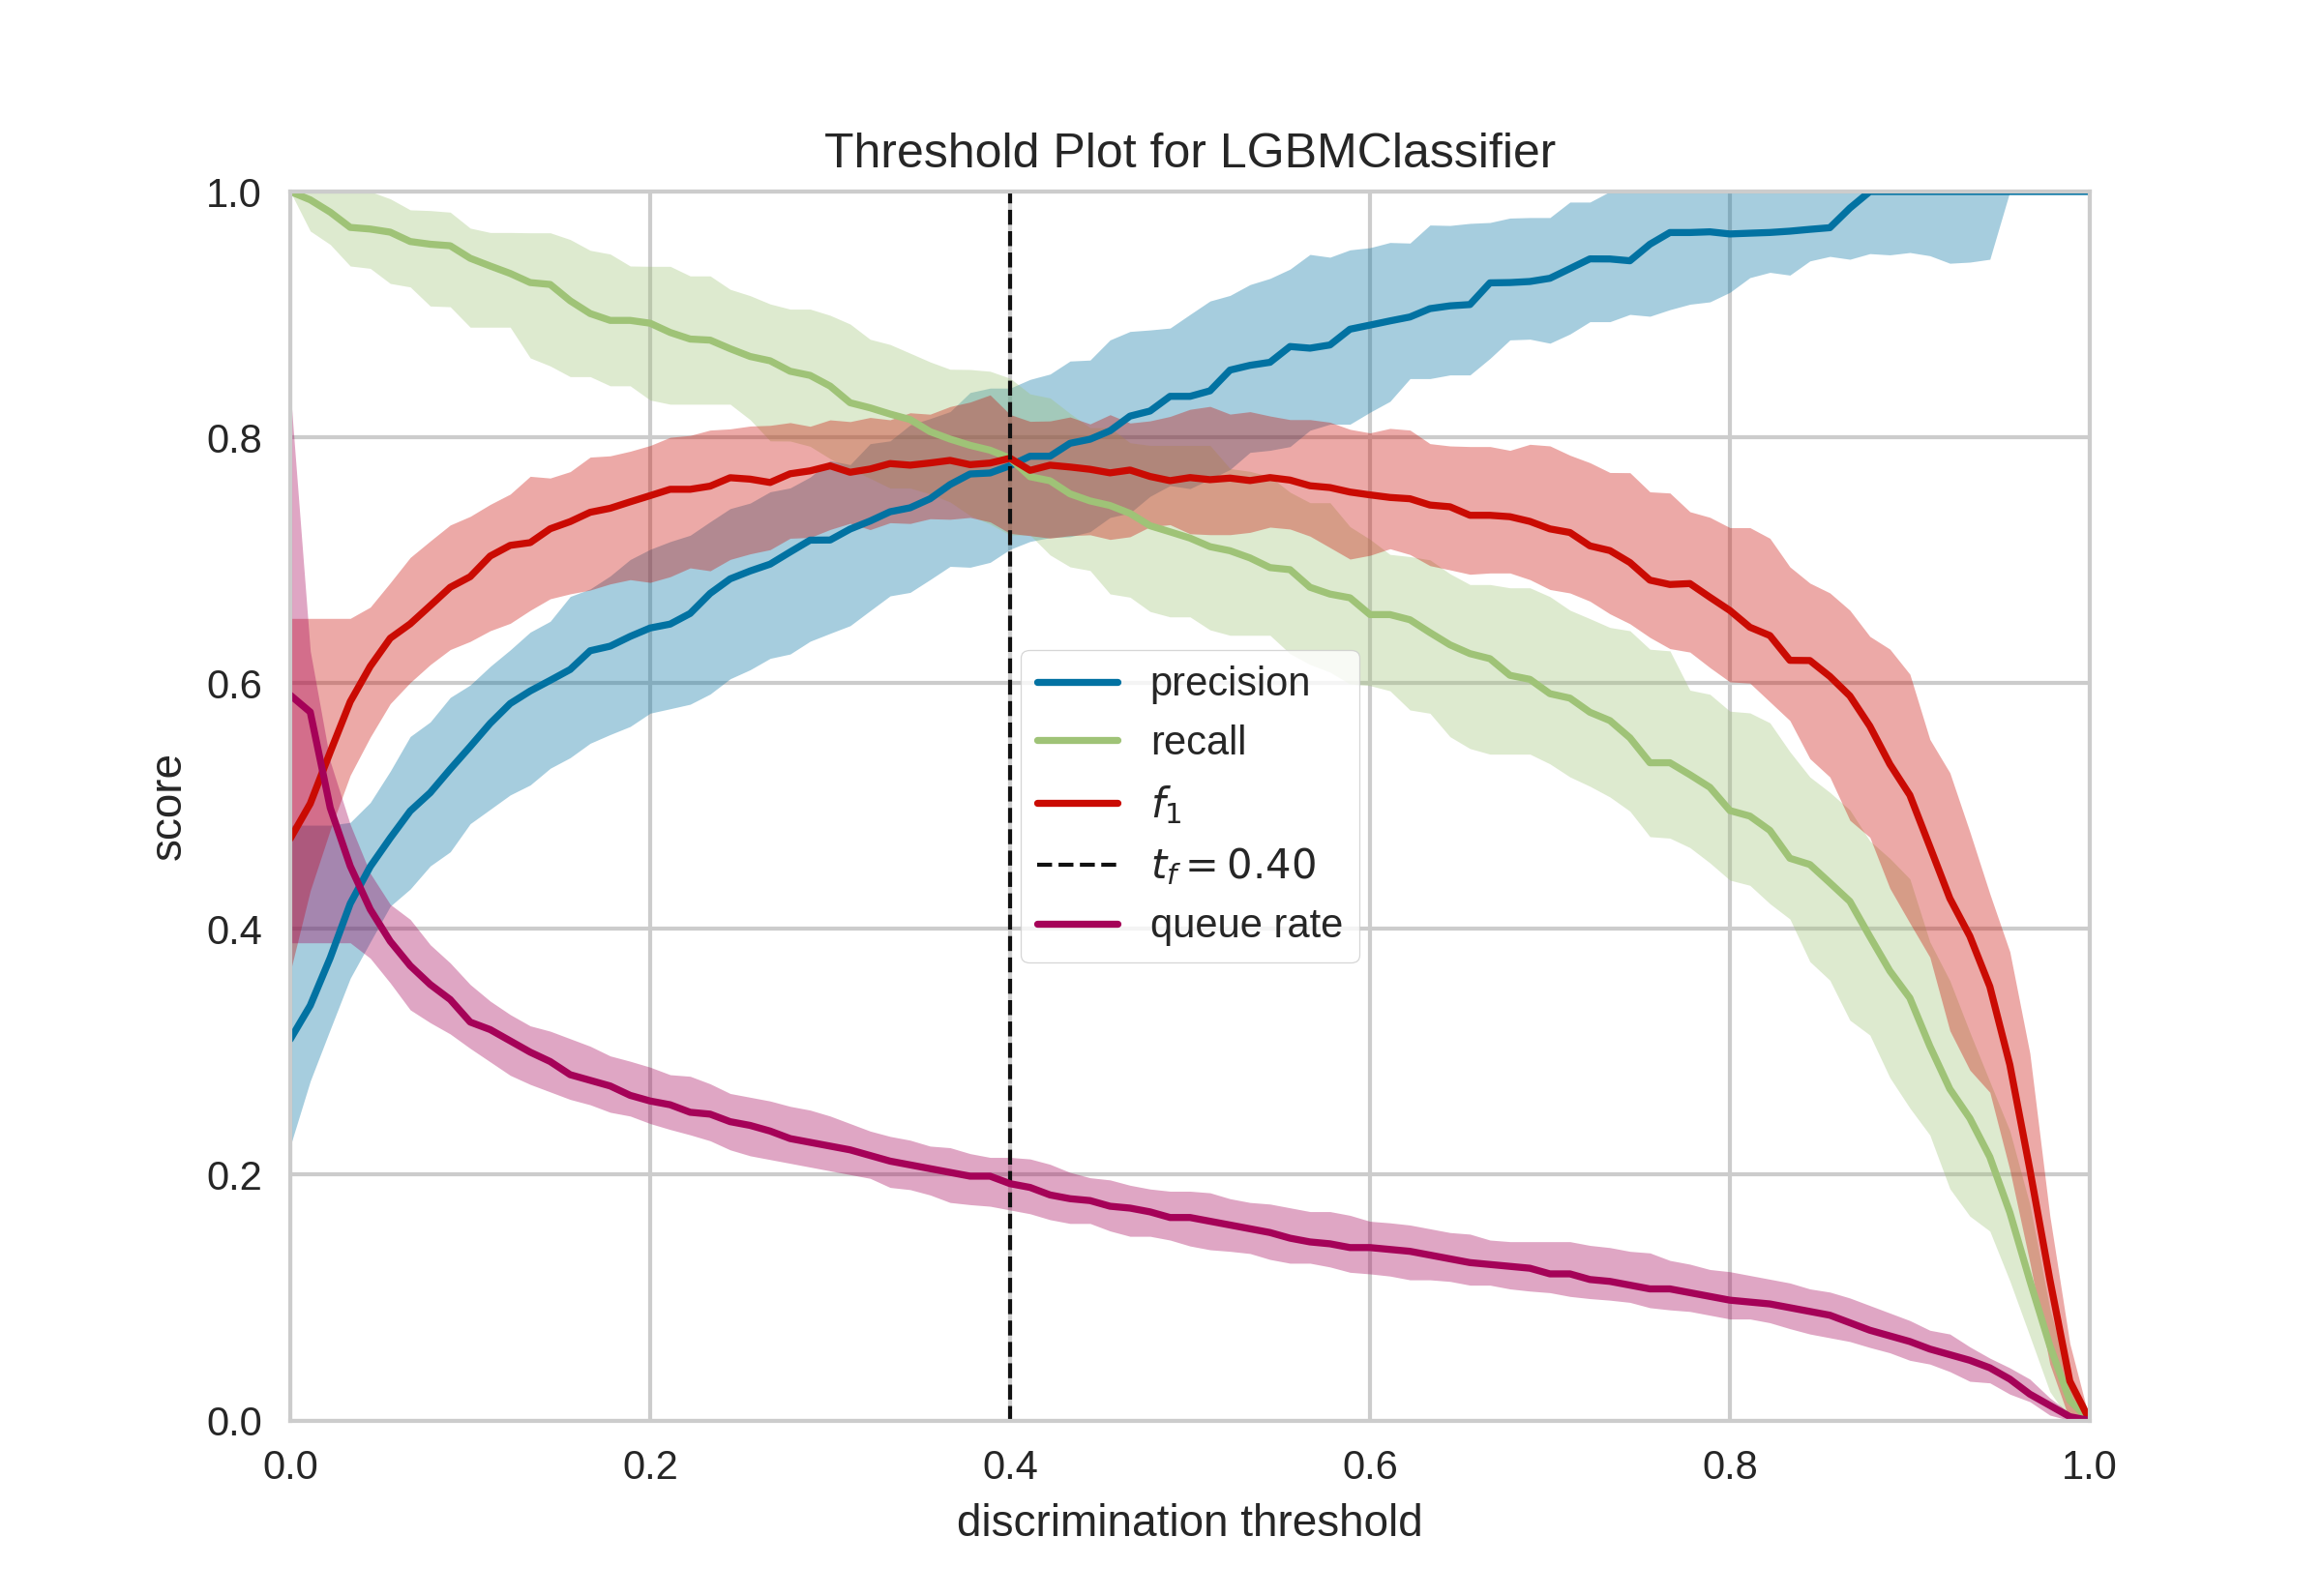 Threshold Plot for LGBMClassifier
1.0
0.8
0.6
0.4
0.2
0.0
score
precision
recall
f₁
t_f = 0.40
queue rate
0.0 0.2 0.4 0.6 0.8 1.0
discrimination threshold